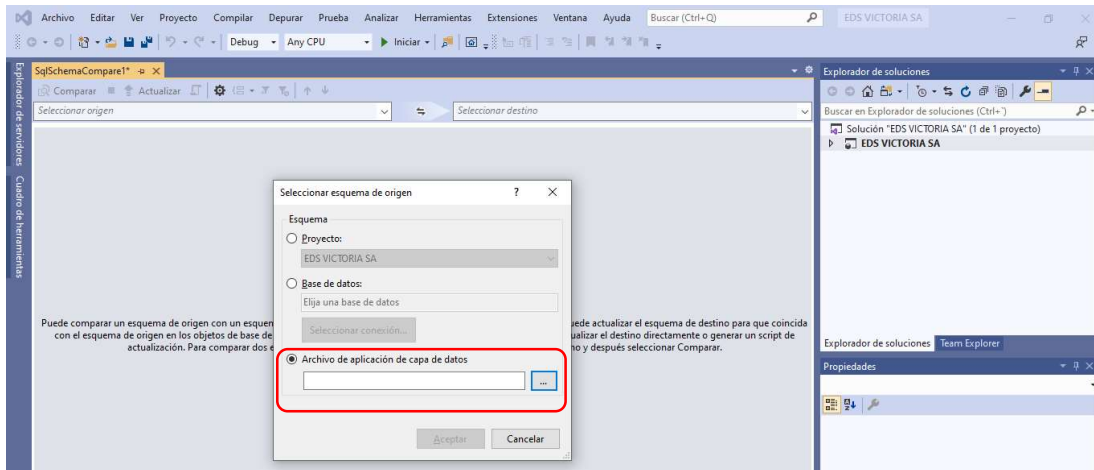 Archivo Editar Ver Proyecto Compilar Depurar Prueba Analizar Herramientas Extensiones Ventana Ayuda Buscar (Ctrl+Q) EDS VICTORIA SA
Debug Any CPU Iniciar
Explorador de servidores
Cuadro de herramientas
SqlSchemaCompare1*
Comparar Actualizar
Seleccionar origen
Seleccionar destino
Seleccionar esquema de origen ? X
Esquema
Proyecto:
EDS VICTORIA SA
Base de datos:
Elija una base de datos
Seleccionar conexión...
Archivo de aplicación de capa de datos
...
Aceptar Cancelar
Puede comparar un esquema de origen con un esquen
uede actualizar el esquema de destino para que coincida
con el esquema de origen en los objetos de base de
ualizar el destino directamente o generar un script de
actualización. Para comparar dos e
no y después seleccionar Comparar.
Explorador de soluciones
Buscar en Explorador de soluciones (Ctrl+´)
Solución "EDS VICTORIA SA" (1 de 1 proyecto)
EDS VICTORIA SA
Explorador de soluciones Team Explorer
Propiedades